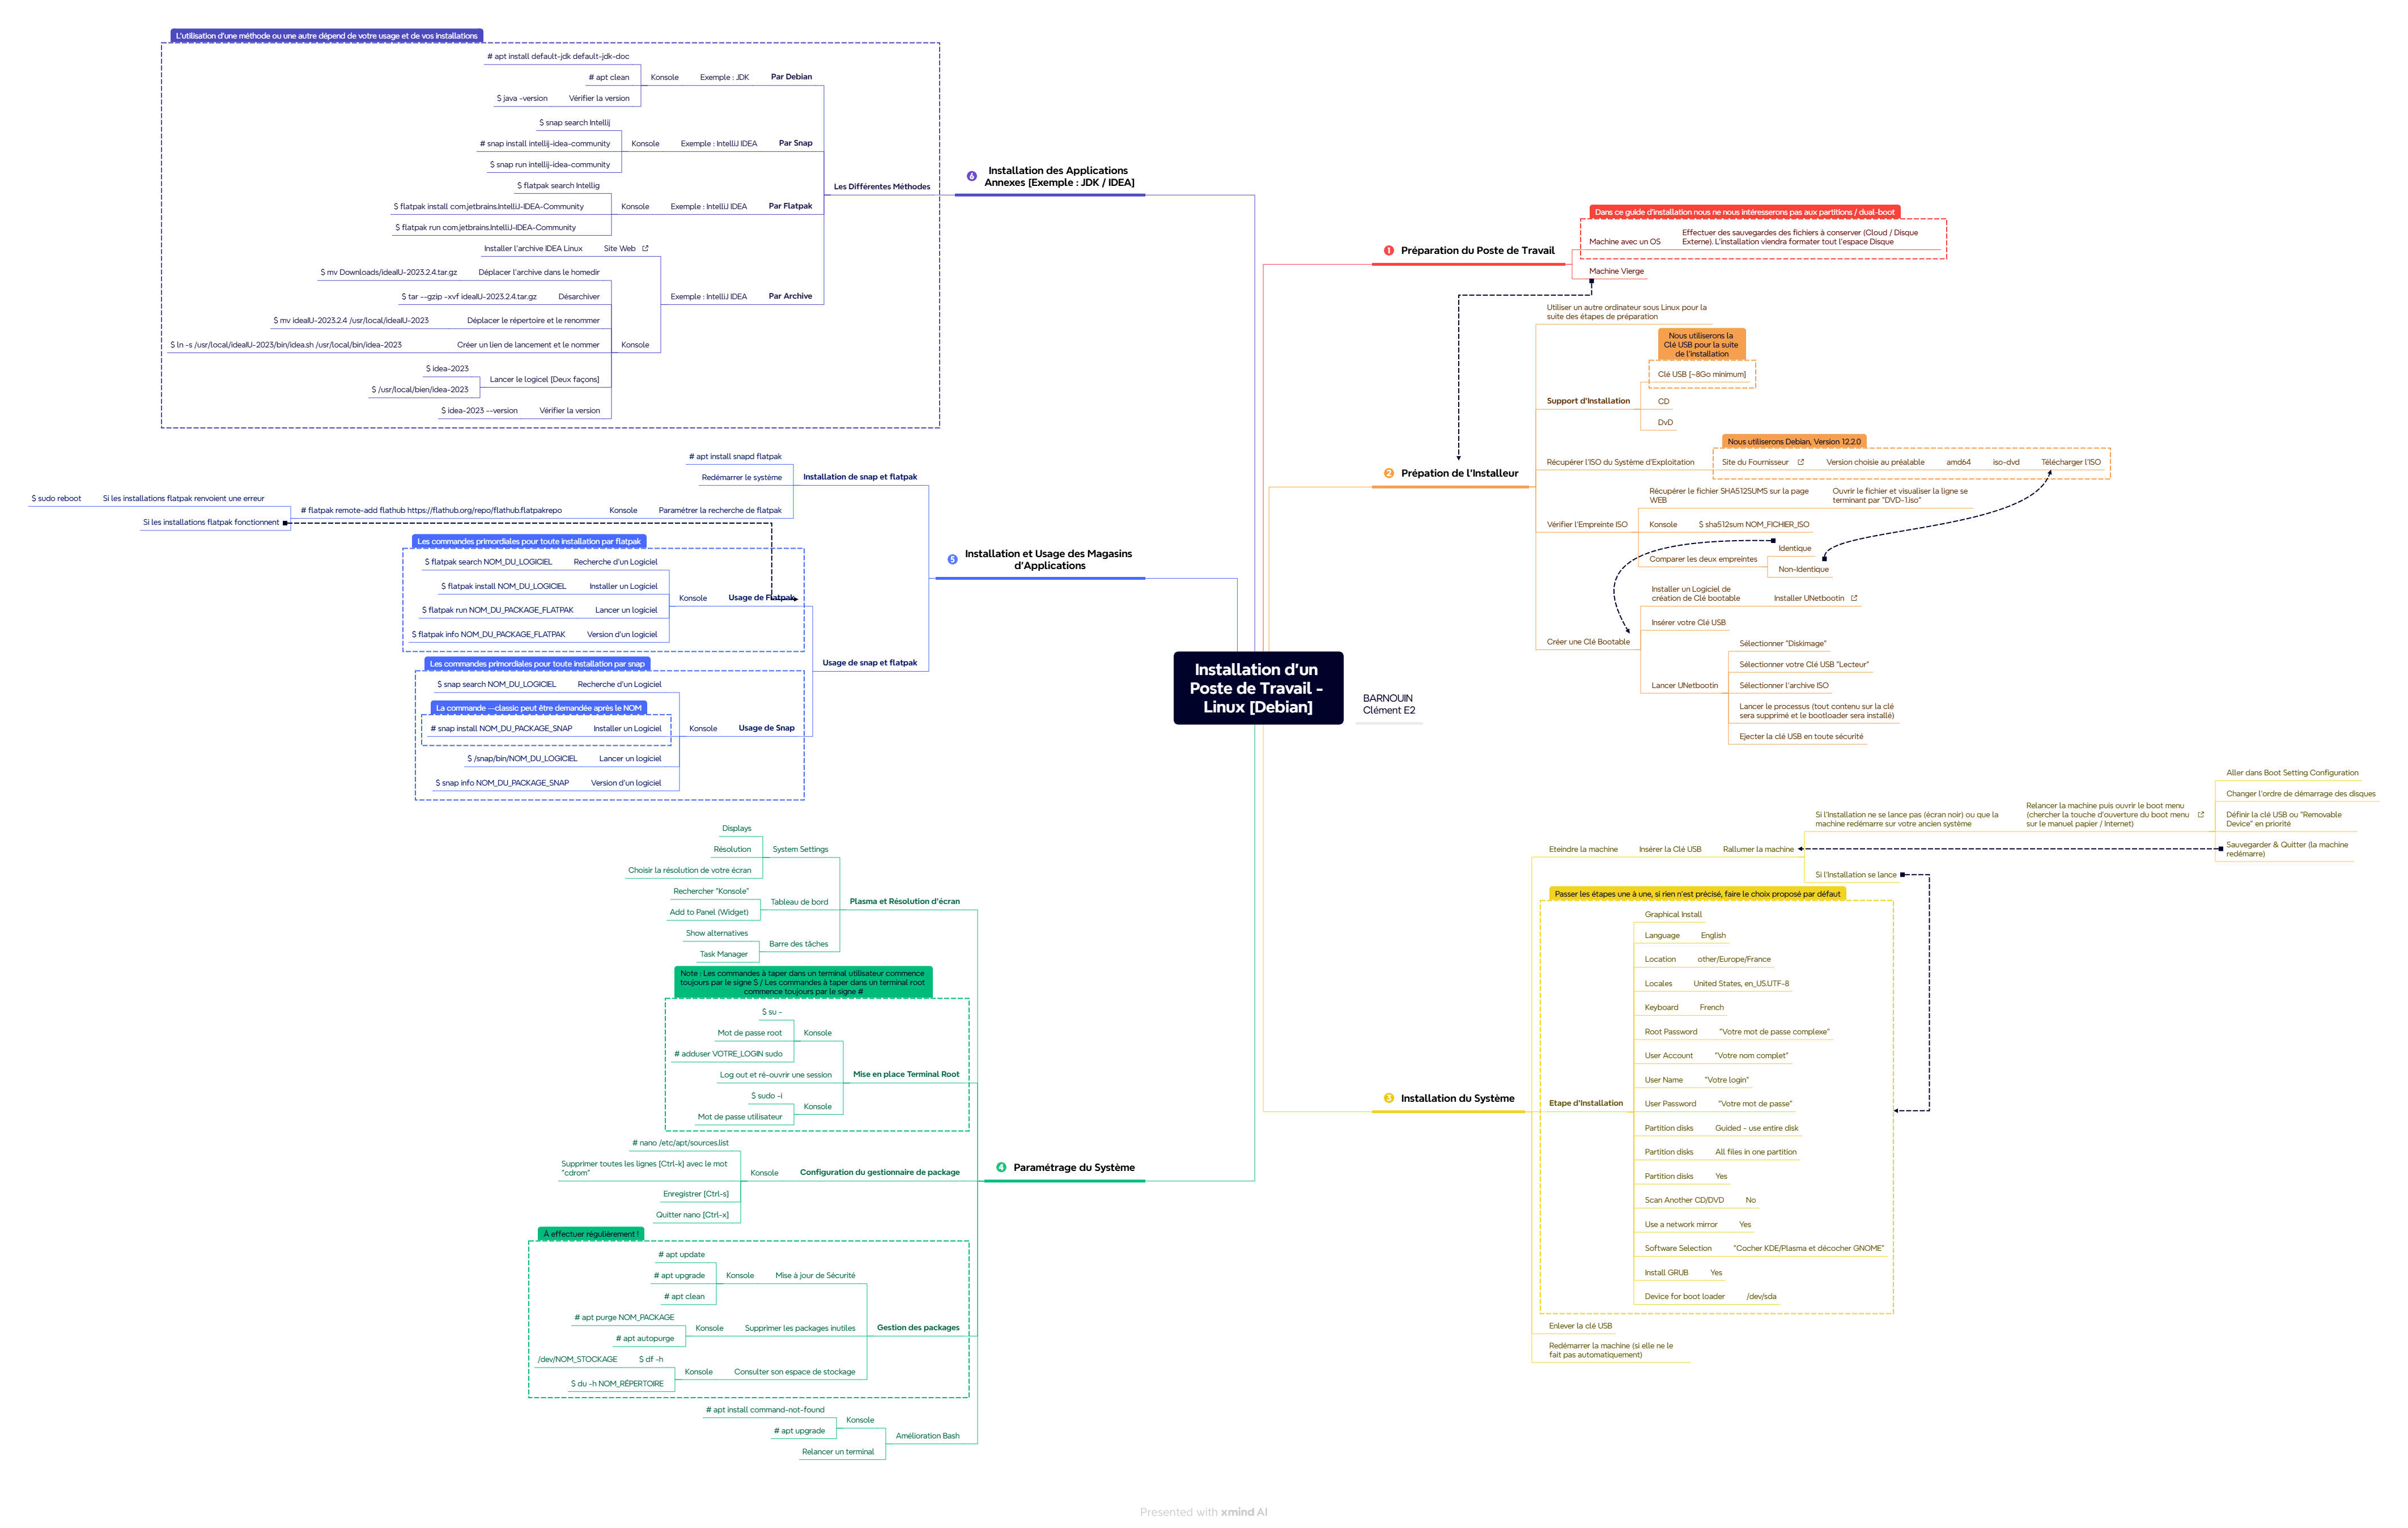 Installation d'un
Poste de Travail -
Linux [Debian]
BARNOUIN
Clément E2
1 Préparation du Poste de Travail
Dans ce guide d'installation nous ne nous intéresserons pas aux partitions / dual-boot
Machine avec un OS
Effectuer des sauvegardes des fichiers à conserver (Cloud / Disque
Externe). L'installation viendra formater tout l'espace Disque
Machine Vierge
2 Prépation de l'Installeur
Utiliser un autre ordinateur sous Linux pour la
suite des étapes de préparation
Support d'Installation
Nous utiliserons la
Clé USB pour la suite
de l'installation
Clé USB [~8Go minimum]
CD
DvD
Récupérer l'ISO du Système d'Exploitation
Nous utiliserons Debian, Version 12.2.0
Site du Fournisseur
Version choisie au préalable
amd64
iso-dvd
Télécharger l'ISO
Vérifier l'Empreinte ISO
Récupérer le fichier SHA512SUMS sur la page
WEB
Ouvrir le fichier et visualiser la ligne se
terminant par "DVD-1.iso"
Konsole
$ sha512sum NOM_FICHIER_ISO
Comparer les deux empreintes
Identique
Non-Identique
Créer une Clé Bootable
Installer un Logiciel de
création de Clé bootable
Installer UNetbootin
Insérer votre Clé USB
Lancer UNetbootin
Sélectionner "Diskimage"
Sélectionner votre Clé USB "Lecteur"
Sélectionner l'archive ISO
Lancer le processus (tout contenu sur la clé
sera supprimé et le bootloader sera installé)
Ejecter la clé USB en toute sécurité
3 Installation du Système
Eteindre la machine
Insérer la Clé USB
Rallumer la machine
Si l'Installation ne se lance pas (écran noir) ou que la
machine redémarre sur votre ancien système
Relancer la machine puis ouvrir le boot menu
(chercher la touche d'ouverture du boot menu
sur le manuel papier / Internet)
Aller dans Boot Setting Configuration
Changer l'ordre de démarrage des disques
Définir la clé USB ou "Removable
Device" en priorité
Sauvegarder & Quitter (la machine
redémarre)
Si l'Installation se lance
Passer les étapes une à une, si rien n'est précisé, faire le choix proposé par défaut
Etape d'Installation
Graphical Install
Language English
Location other/Europe/France
Locales United States, en_US.UTF-8
Keyboard French
Root Password "Votre mot de passe complexe"
User Account "Votre nom complet"
User Name "Votre login"
User Password "Votre mot de passe"
Partition disks Guided - use entire disk
Partition disks All files in one partition
Partition disks Yes
Scan Another CD/DVD No
Use a network mirror Yes
Software Selection "Cocher KDE/Plasma et décocher GNOME"
Install GRUB Yes
Device for boot loader /dev/sda
Enlever la clé USB
Redémarrer la machine (si elle ne le
fait pas automatiquement)
4 Paramétrage du Système
Plasma et Résolution d'écran
System Settings
Displays
Résolution
Choisir la résolution de votre écran
Tableau de bord
Rechercher "Konsole"
Add to Panel (Widget)
Barre des tâches
Show alternatives
Task Manager
Note : Les commandes à taper dans un terminal utilisateur commence
toujours par le signe $ / Les commandes à taper dans un terminal root
commence toujours par le signe #
Mise en place Terminal Root
Konsole
$ su -
Mot de passe root
# adduser VOTRE_LOGIN sudo
Log out et ré-ouvrir une session
Konsole
$ sudo -i
Mot de passe utilisateur
Configuration du gestionnaire de package
Konsole
# nano /etc/apt/sources.list
Supprimer toutes les lignes [Ctrl-k] avec le mot
"cdrom"
Enregistrer [Ctrl-s]
Quitter nano [Ctrl-x]
À effectuer régulièrement !
Gestion des packages
Mise à jour de Sécurité
Konsole
# apt update
# apt upgrade
# apt clean
Supprimer les packages inutiles
Konsole
# apt purge NOM_PACKAGE
# apt autopurge
Consulter son espace de stockage
Konsole
$ df -h
/dev/NOM_STOCKAGE
$ du -h NOM_RÉPERTOIRE
Amélioration Bash
Konsole
# apt install command-not-found
# apt upgrade
Relancer un terminal
5 Installation et Usage des Magasins
d'Applications
Installation de snap et flatpak
# apt install snapd flatpak
Redémarrer le système
Paramétrer la recherche de flatpak
Konsole
# flatpak remote-add flathub https://flathub.org/repo/flathub.flatpakrepo
Si les installations flatpak renvoient une erreur
$ sudo reboot
Si les installations flatpak fonctionnent
Usage de snap et flatpak
Les commandes primordiales pour toute installation par flatpak
Usage de Flatpak
Konsole
Recherche d'un Logiciel
$ flatpak search NOM_DU_LOGICIEL
Installer un Logiciel
$ flatpak install NOM_DU_LOGICIEL
Lancer un logiciel
$ flatpak run NOM_DU_PACKAGE_FLATPAK
Version d'un logiciel
$ flatpak info NOM_DU_PACKAGE_FLATPAK
Les commandes primordiales pour toute installation par snap
Usage de Snap
Konsole
Recherche d'un Logiciel
$ snap search NOM_DU_LOGICIEL
La commande --classic peut être demandée après le NOM
Installer un Logiciel
# snap install NOM_DU_PACKAGE_SNAP
Lancer un logiciel
$ /snap/bin/NOM_DU_LOGICIEL
Version d'un logiciel
$ snap info NOM_DU_PACKAGE_SNAP
6 Installation des Applications
Annexes [Exemple : JDK / IDEA]
L'utilisation d'une méthode ou une autre dépend de votre usage et de vos installations
Les Différentes Méthodes
Par Debian
Exemple : JDK
Konsole
# apt install default-jdk default-jdk-doc
# apt clean
Vérifier la version
$ java -version
Par Snap
Exemple : IntelliJ IDEA
Konsole
$ snap search Intellij
# snap install intellij-idea-community
$ snap run intellij-idea-community
Par Flatpak
Exemple : IntelliJ IDEA
Konsole
$ flatpak search Intellig
$ flatpak install com.jetbrains.IntelliJ-IDEA-Community
$ flatpak run com.jetbrains.IntelliJ-IDEA-Community
Par Archive
Exemple : IntelliJ IDEA
Site Web
Installer l'archive IDEA Linux
Konsole
Déplacer l'archive dans le homedir
$ mv Downloads/ideaIU-2023.2.4.tar.gz
Désarchiver
$ tar --gzip -xvf ideaIU-2023.2.4.tar.gz
Déplacer le répertoire et le renommer
$ mv ideaIU-2023.2.4 /usr/local/ideaIU-2023
Créer un lien de lancement et le nommer
$ ln -s /usr/local/ideaIU-2023/bin/idea.sh /usr/local/bin/idea-2023
Lancer le logicel [Deux façons]
$ idea-2023
$ /usr/local/bien/idea-2023
Vérifier la version
$ idea-2023 --version
Presented with xmind AI